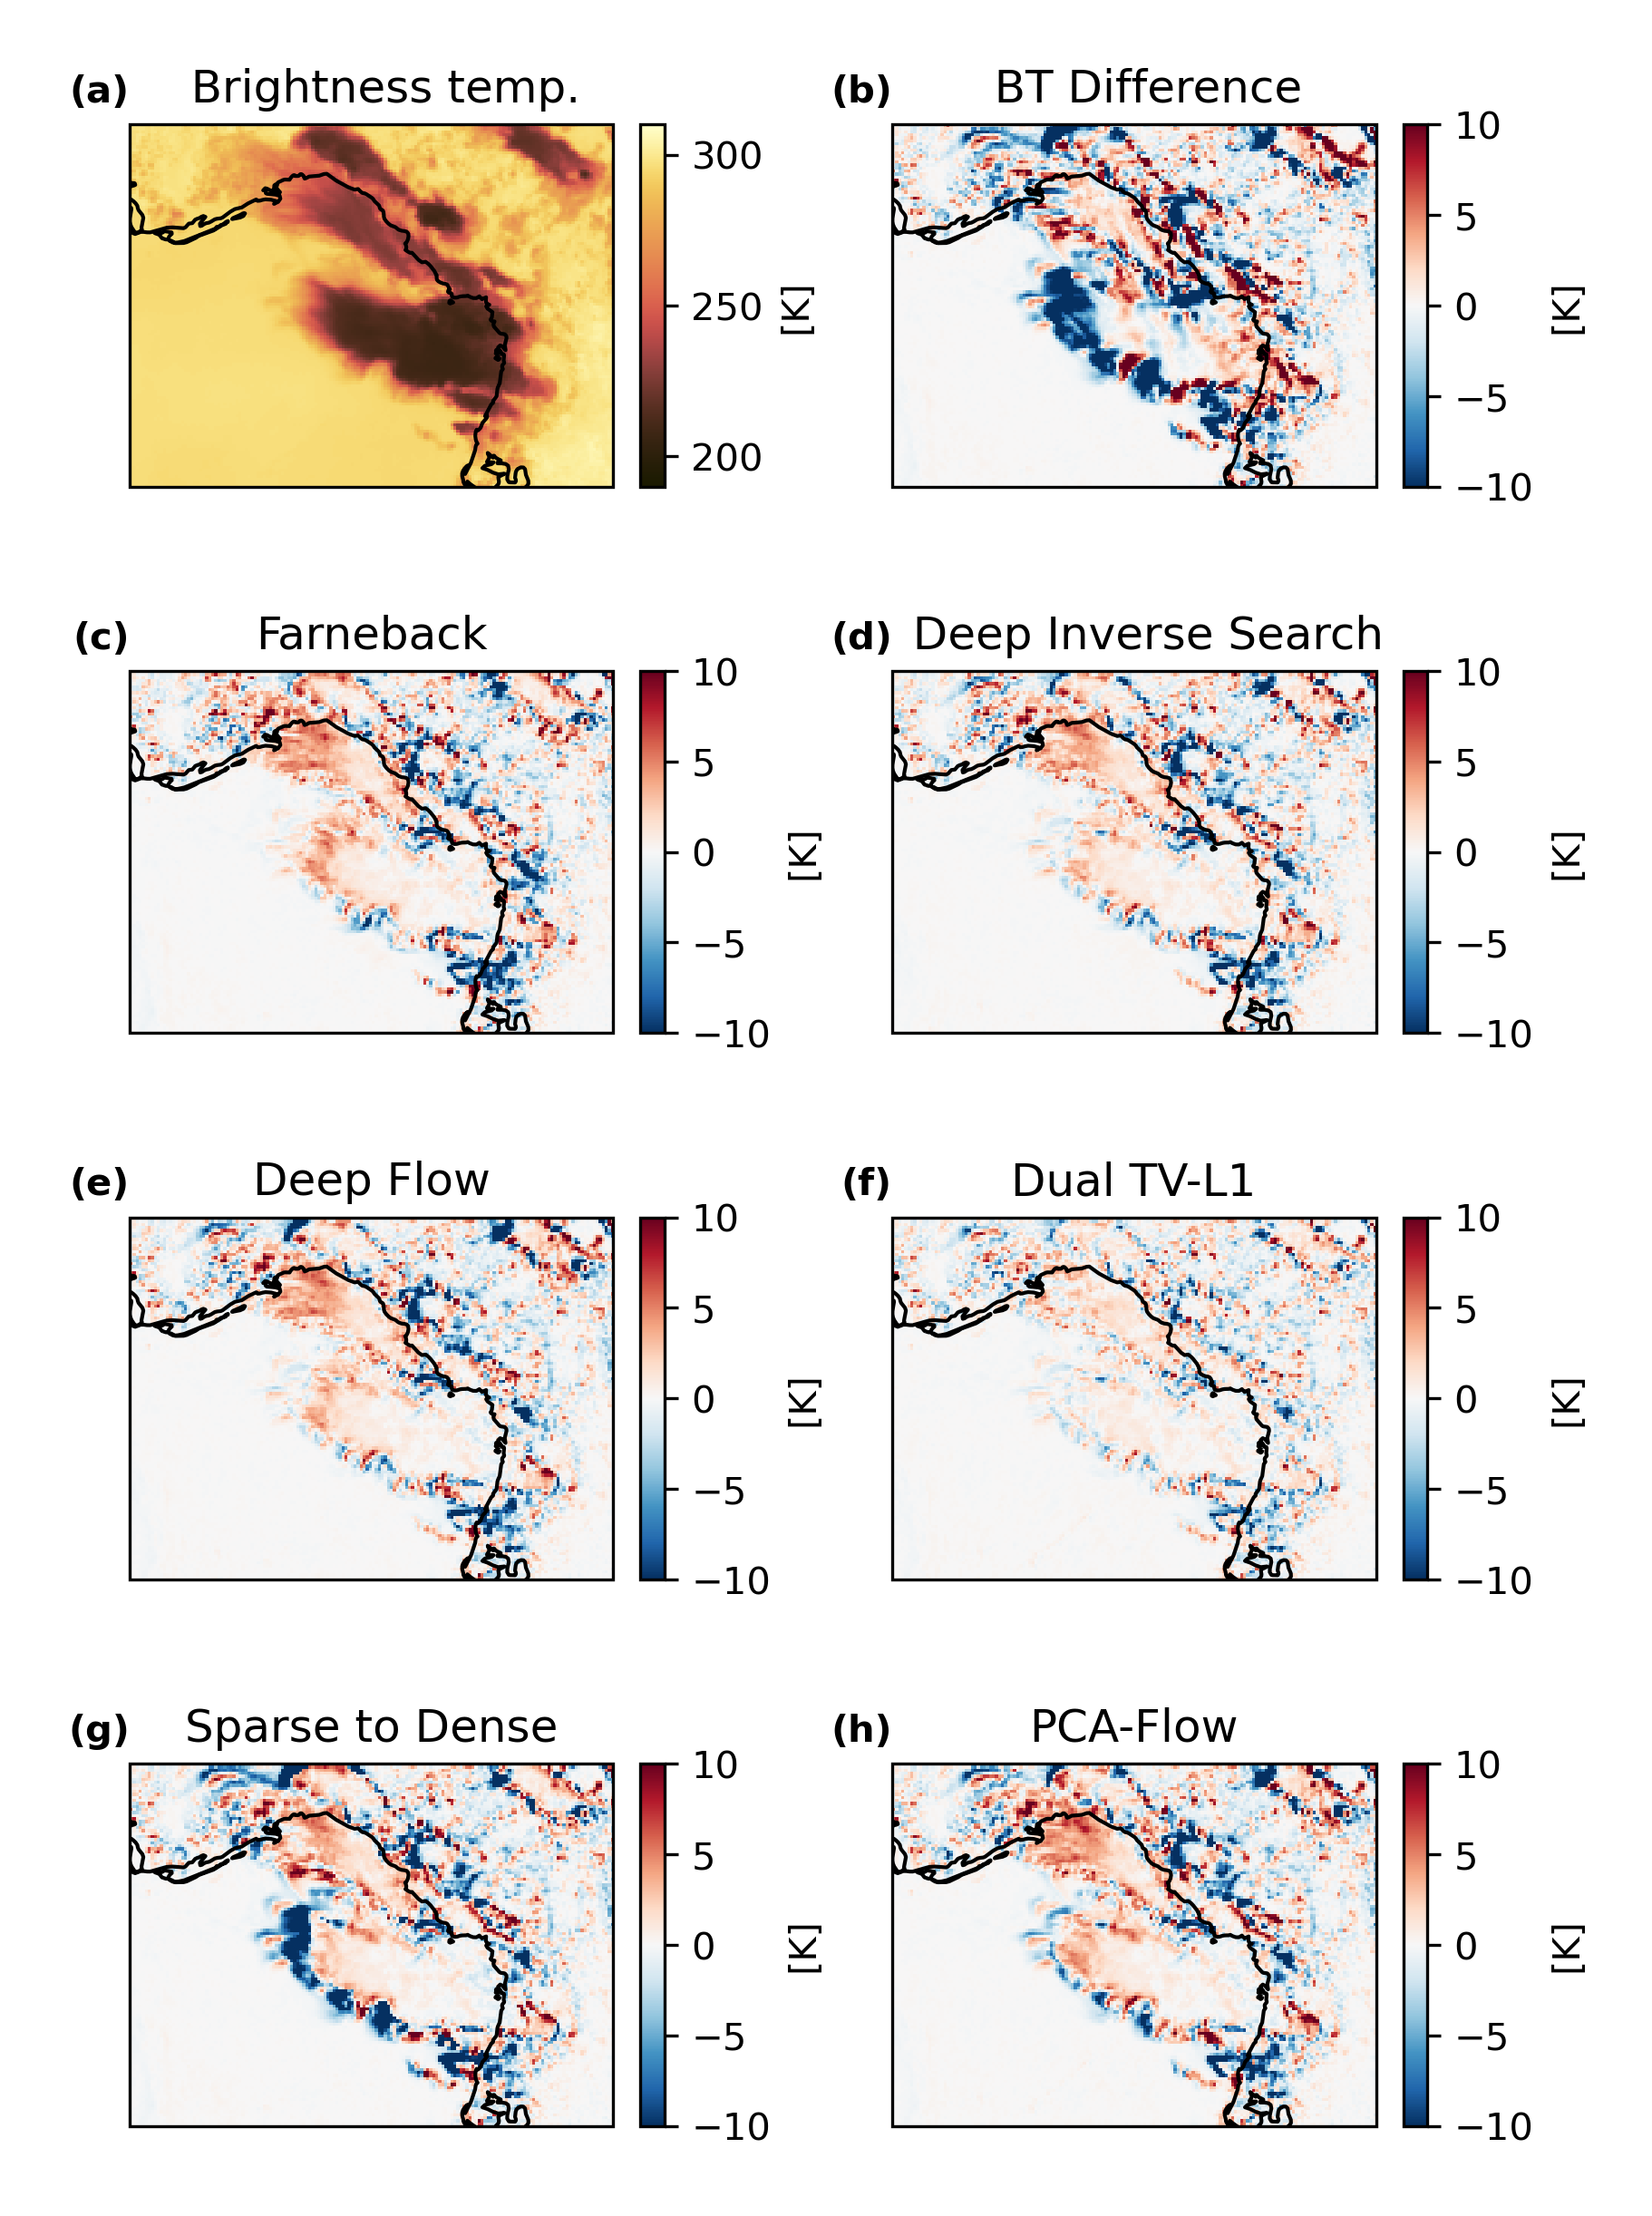 (a) Brightness temp.
300
250
200
[K]
(b) BT Difference
10
5
0
−5
−10
[K]
(c) Farneback
10
5
0
−5
−10
[K]
(d) Deep Inverse Search
10
5
0
−5
−10
[K]
(e) Deep Flow
10
5
0
−5
−10
[K]
(f) Dual TV-L1
10
5
0
−5
−10
[K]
(g) Sparse to Dense
10
5
0
−5
−10
[K]
(h) PCA-Flow
10
5
0
−5
−10
[K]